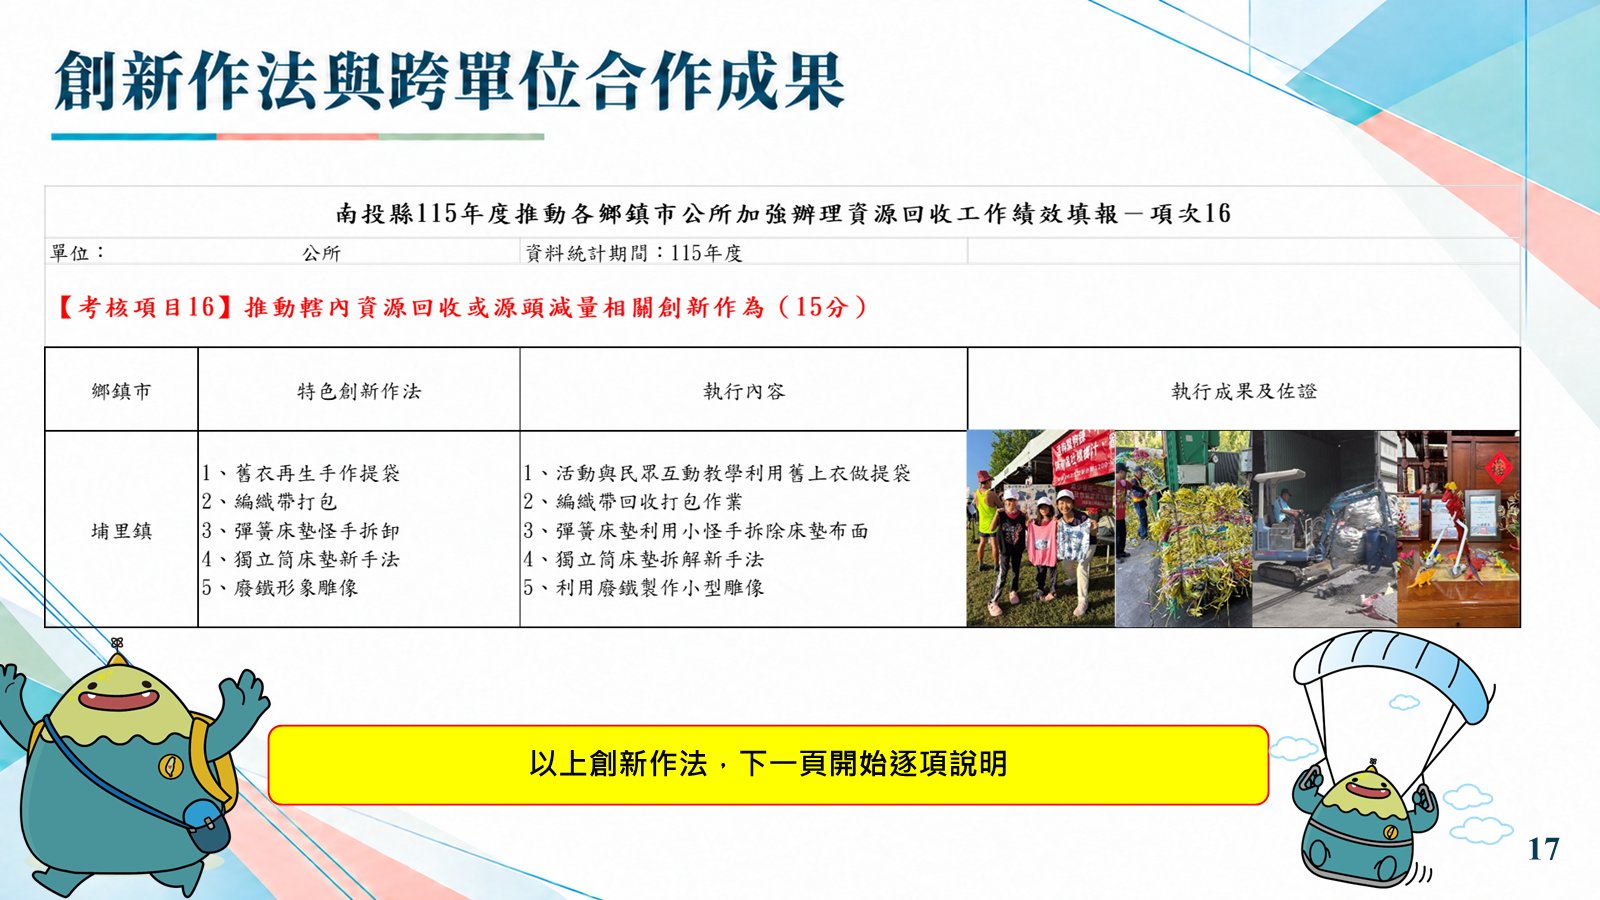 創新作法與跨單位合作成果
南投縣115年度推動各鄉鎮市公所加強辦理資源回收工作績效填報－項次16
單位： 公所 資料統計期間：115年度
【考核項目16】推動轄內資源回收或源頭減量相關創新作為（15分）
鄉鎮市 特色創新作法 執行內容 執行成果及佐證
埔里鎮
1、舊衣再生手作提袋
2、編織帶打包
3、彈簧床墊怪手拆卸
4、獨立筒床墊新手法
5、廢鐵形象雕像
1、活動與民眾互動教學利用舊上衣做提袋
2、編織帶回收打包作業
3、彈簧床墊利用小怪手拆除床墊布面
4、獨立筒床墊拆解新手法
5、利用廢鐵製作小型雕像
以上創新作法，下一頁開始逐項說明
17